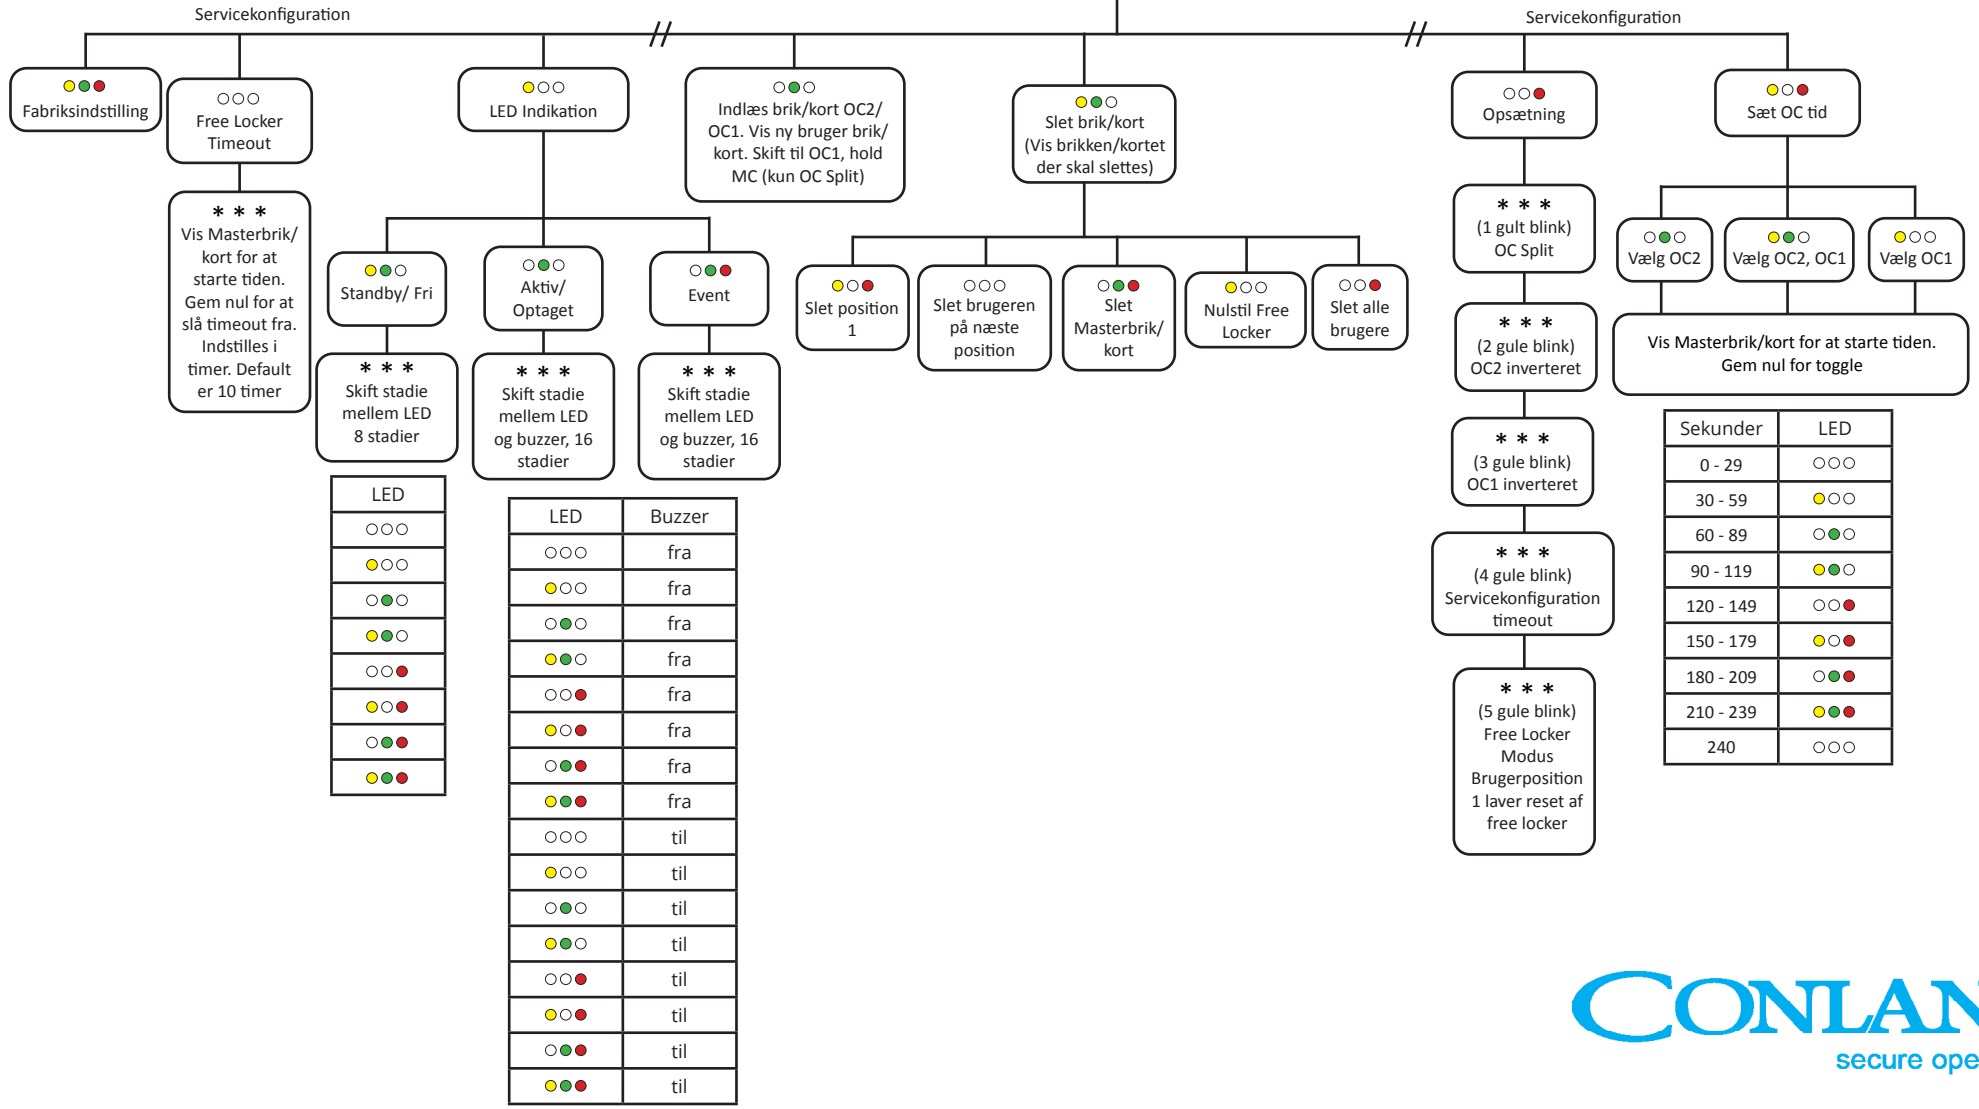 Servicekonfiguration
Servicekonfiguration
Fabriksindstilling
Free Locker
Timeout
LED Indikation
Indlæs brik/kort OC2/
OC1. Vis ny bruger brik/
kort. Skift til OC1, hold
MC (kun OC Split)
Slet brik/kort
(Vis brikken/kortet
der skal slettes)
Opsætning
Sæt OC tid
* * *
Vis Masterbrik/
kort for at
starte tiden.
Gem nul for at
slå timeout fra.
Indstilles i
timer. Default
er 10 timer
Standby/ Fri
Aktiv/
Optaget
Event
* * *
Skift stadie
mellem LED
8 stadier
* * *
Skift stadie
mellem LED
og buzzer, 16
stadier
* * *
Skift stadie
mellem LED
og buzzer, 16
stadier
Slet position
1
Slet brugeren
på næste
position
Slet
Masterbrik/
kort
Nulstil Free
Locker
Slet alle
brugere
* * *
(1 gult blink)
OC Split
* * *
(2 gule blink)
OC2 inverteret
* * *
(3 gule blink)
OC1 inverteret
* * *
(4 gule blink)
Servicekonfiguration
timeout
* * *
(5 gule blink)
Free Locker
Modus
Brugerposition
1 laver reset af
free locker
Vælg OC2
Vælg OC2, OC1
Vælg OC1
Vis Masterbrik/kort for at starte tiden.
Gem nul for toggle
Sekunder LED
0 - 29
30 - 59
60 - 89
90 - 119
120 - 149
150 - 179
180 - 209
210 - 239
240
LED
LED Buzzer
fra
fra
fra
fra
fra
fra
fra
fra
til
til
til
til
til
til
til
til
CONLAN
secure ope